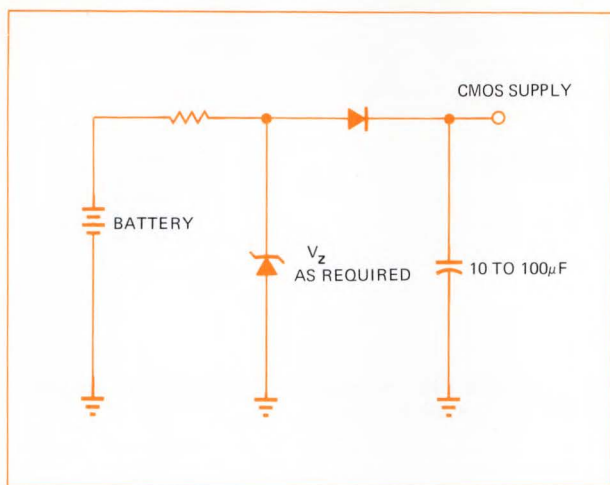 CMOS SUPPLY
BATTERY
VZ
AS REQUIRED
10 TO 100μF